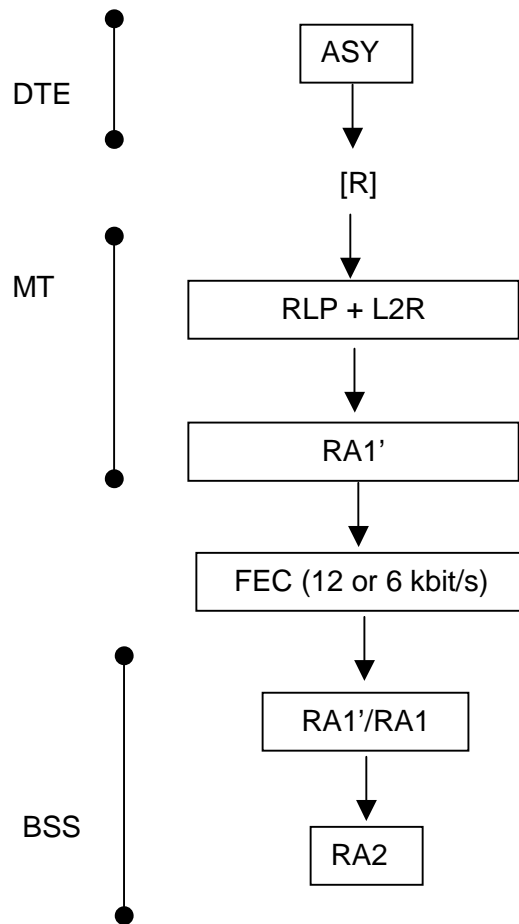 ASY
DTE
[R]
MT
RLP + L2R
RA1’
FEC (12 or 6 kbit/s)
RA1’/RA1
BSS
RA2